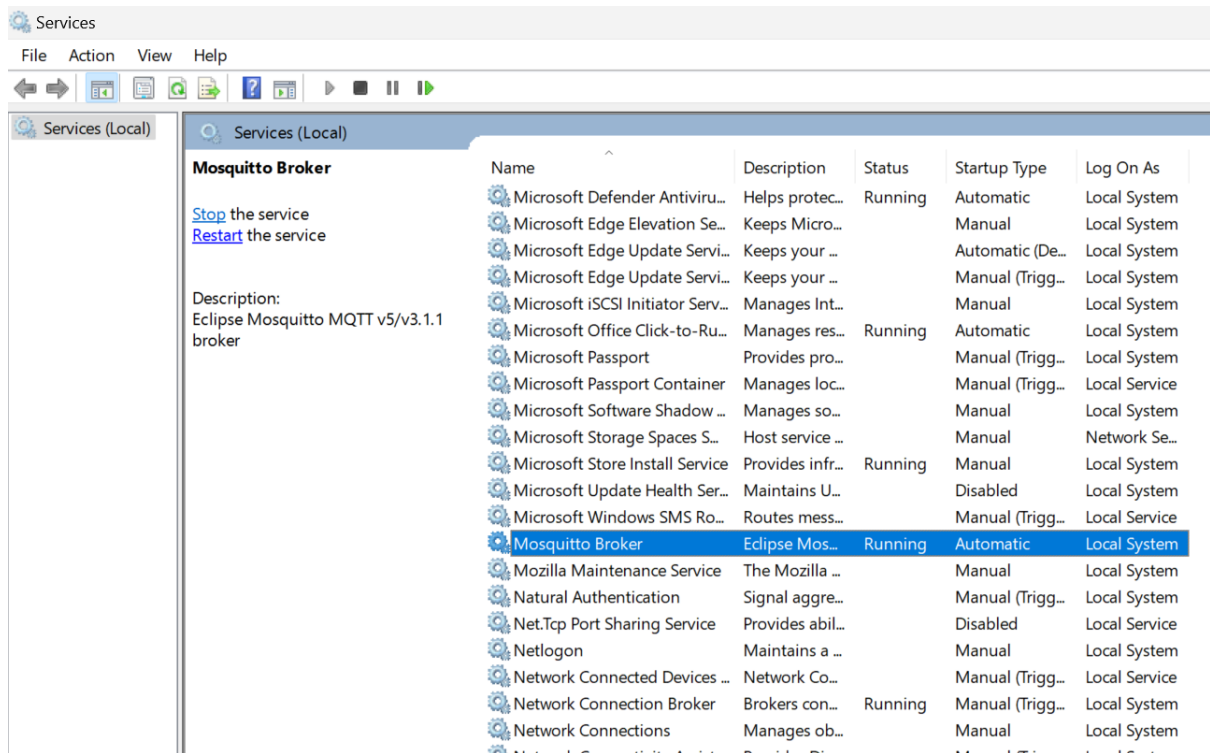 Services
File Action View Help
Services (Local)
Services (Local)
Mosquitto Broker
Stop the service
Restart the service
Description:
Eclipse Mosquitto MQTT v5/v3.1.1
broker
Name Description Status Startup Type Log On As
Microsoft Defender Antiviru... Helps protec... Running Automatic Local System
Microsoft Edge Elevation Se... Keeps Micro... Manual Local System
Microsoft Edge Update Servi... Keeps your ... Automatic (De... Local System
Microsoft Edge Update Servi... Keeps your ... Manual (Trigg... Local System
Microsoft iSCSI Initiator Serv... Manages Int... Manual Local System
Microsoft Office Click-to-Ru... Manages res... Running Automatic Local System
Microsoft Passport Provides pro... Manual (Trigg... Local System
Microsoft Passport Container Manages loc... Manual (Trigg... Local Service
Microsoft Software Shadow ... Manages so... Manual Local System
Microsoft Storage Spaces S... Host service ... Manual Network Se...
Microsoft Store Install Service Provides infr... Running Manual Local System
Microsoft Update Health Ser... Maintains U... Disabled Local System
Microsoft Windows SMS Ro... Routes mess... Manual (Trigg... Local Service
Mosquitto Broker Eclipse Mos... Running Automatic Local System
Mozilla Maintenance Service The Mozilla ... Manual Local System
Natural Authentication Signal aggre... Manual (Trigg... Local System
Net.Tcp Port Sharing Service Provides abil... Disabled Local Service
Netlogon Maintains a ... Manual Local System
Network Connected Devices ... Network Co... Manual (Trigg... Local Service
Network Connection Broker Brokers con... Running Manual (Trigg... Local System
Network Connections Manages ob... Manual Local System